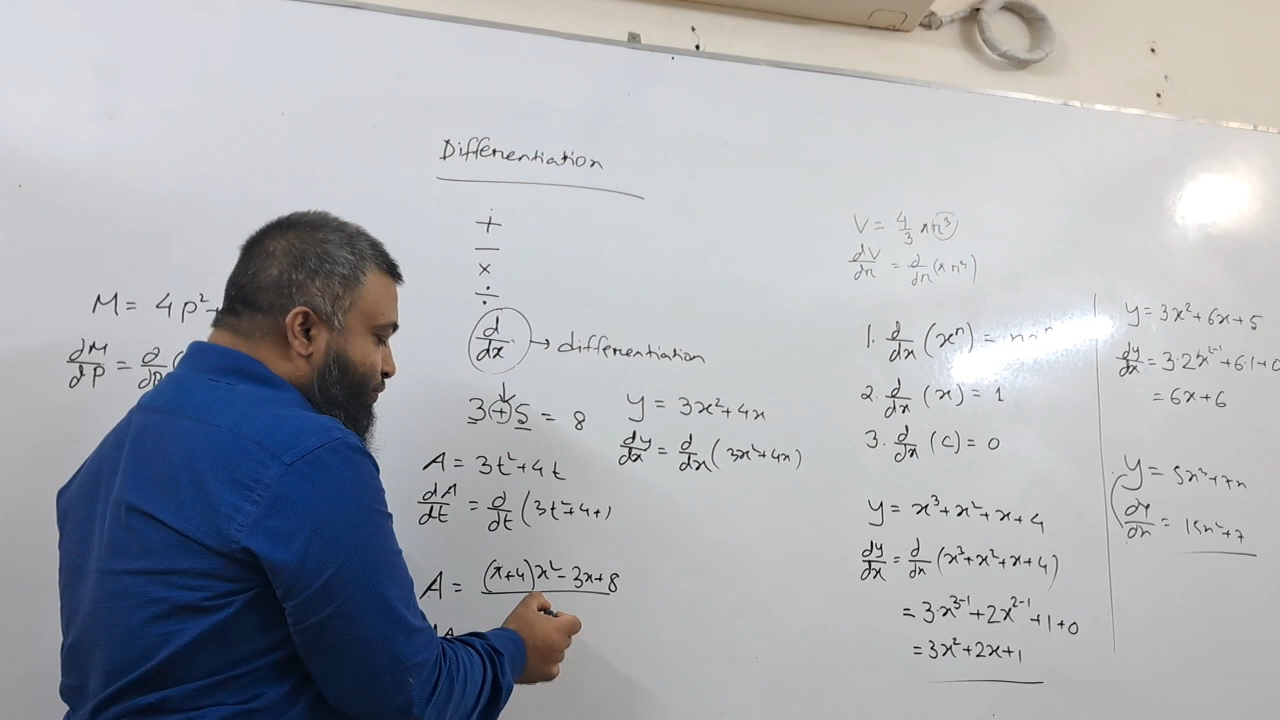 Differentiation
+
−
×
÷
d/dx → differentiation
3 + 5 = 8
A = 3t² + 4t
dA/dt = d/dt (3t² + 4t)
A = (π+4)x² − 3x + 8
dA
M = 4p² +
dM/dp = d/dp (
y = 3x² + 4x
dy/dx = d/dx (3x² + 4x)
V = 4/3 πr³
dV/dr = d/dr (πr³)
1. d/dx (xⁿ) = nx
2. d/dx (x) = 1
3. d/dx (c) = 0
y = x³ + x² + x + 4
dy/dx = d/dx (x³ + x² + x + 4)
= 3·x³⁻¹ + 2x²⁻¹ + 1 + 0
= 3x² + 2x + 1
y = 3x² + 6x + 5
dy/dx = 3·2x²⁻¹ + 6·1 + 0
= 6x + 6
y = 5x³ + 7x
dy/dx = 15x² + 7